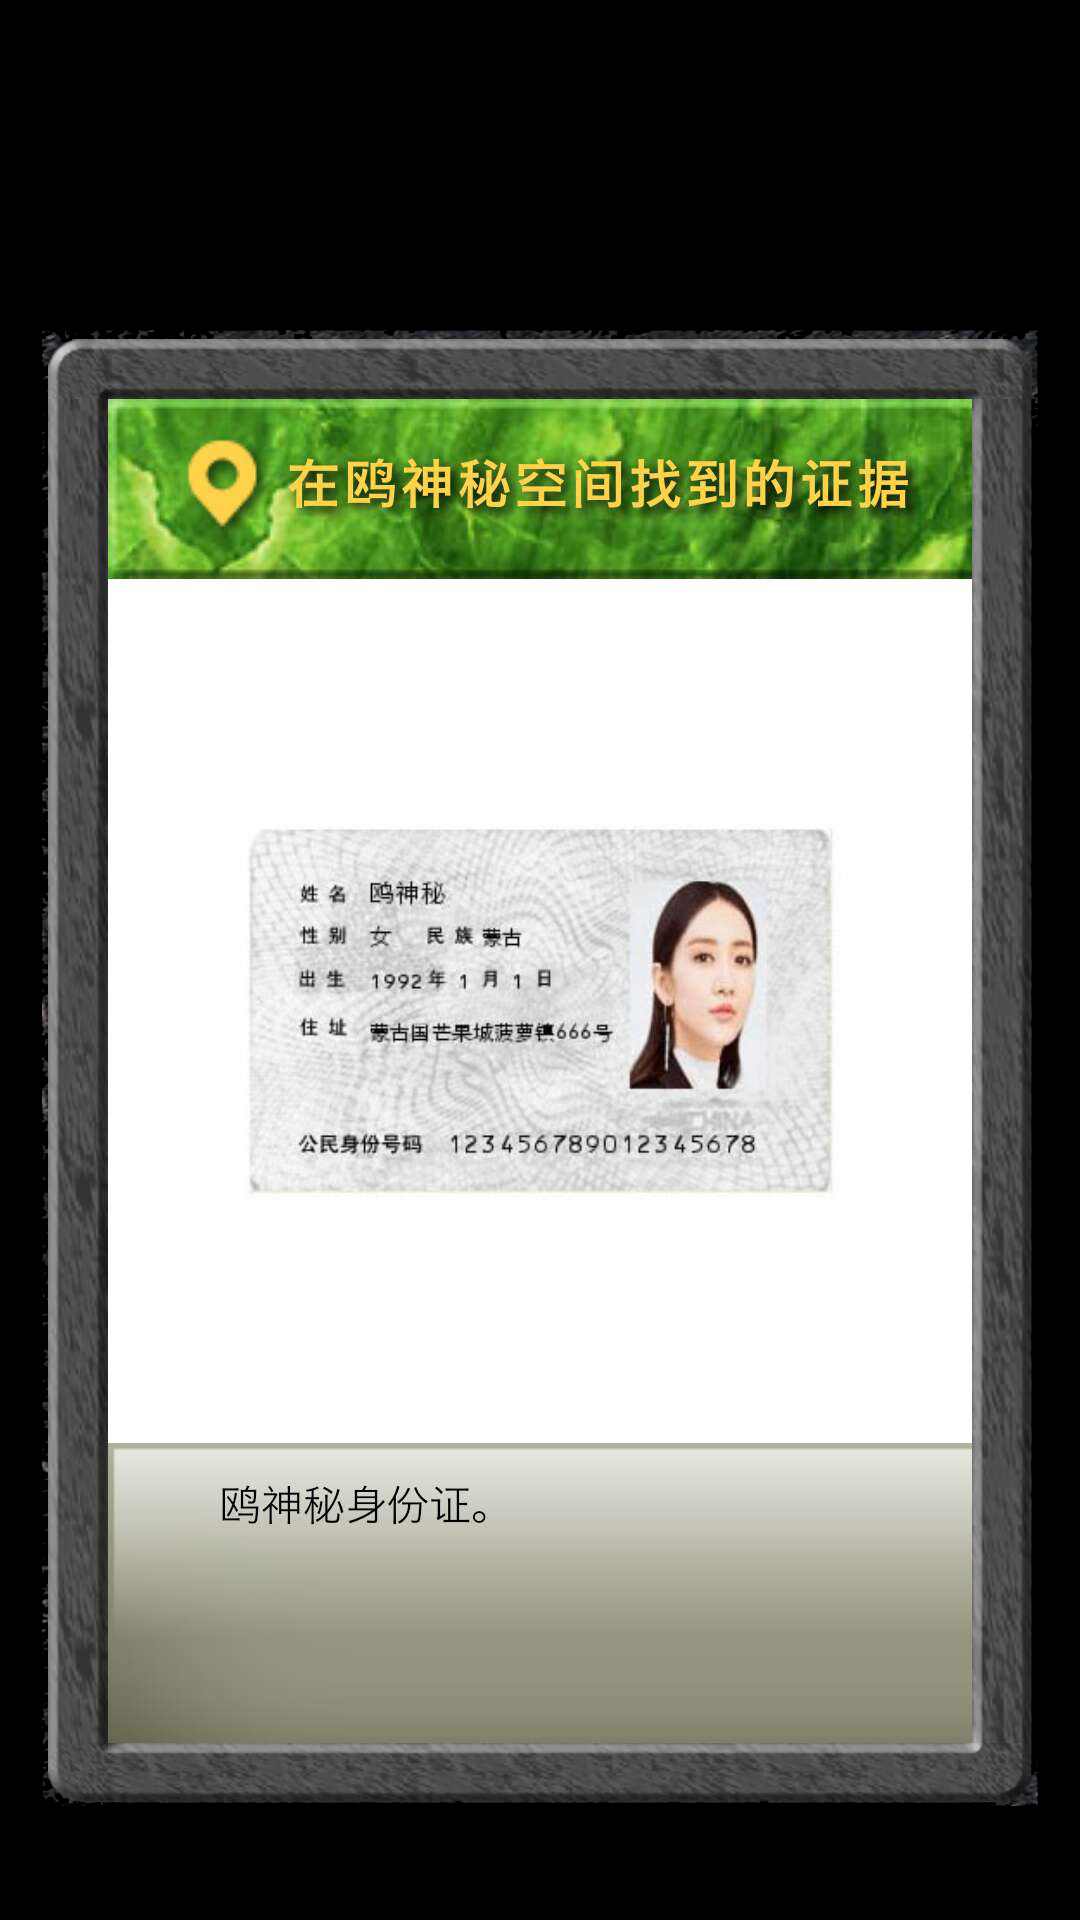 在鸥神秘空间找到的证据
姓 名 鸥神秘
性 别 女 民 族 蒙古
出 生 1992 年 1 月 1 日
住 址 蒙古国芒果城菠萝镇666号
公民身份号码 123456789012345678
鸥神秘身份证。